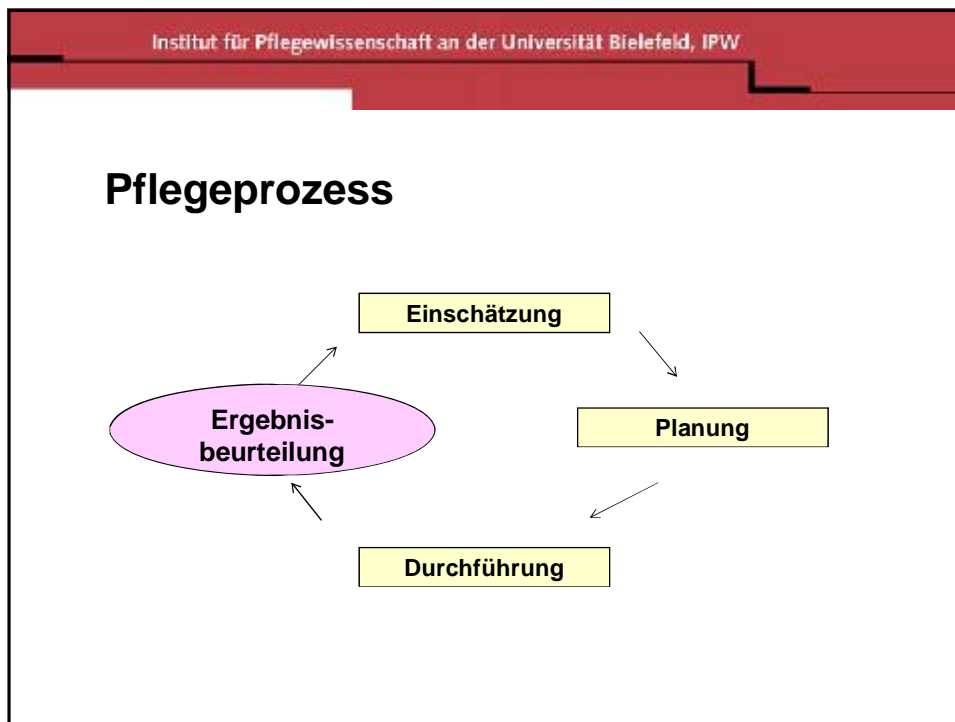 Institut für Pflegewissenschaft an der Universität Bielefeld, IPW
Pflegeprozess
Einschätzung
Ergebnis-
beurteilung
Planung
Durchführung